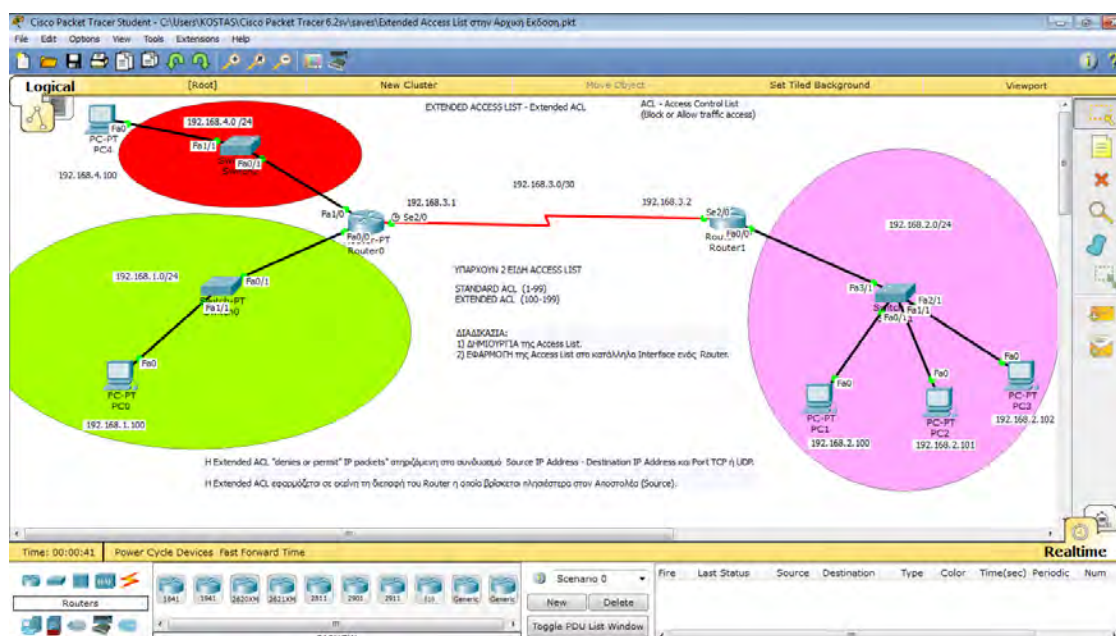 Cisco Packet Tracer Student - C:\Users\KOSTAS\Cisco Packet Tracer 6.2sv\saves\Extended Access List στην Αρχική Εκδοση.pkt
File Edit Options View Tools Extensions Help
Logical [Root] New Cluster Move Object Set Tiled Background Viewport
EXTENDED ACCESS LIST - Extended ACL
ACL - Access Control List
(Block or Allow traffic access)
192.168.4.0 /24
Fa0
PC-PT
PC4
Fa1/1
Fa0/1
192.168.4.100
192.168.3.0/30
192.168.3.1
192.168.3.2
Fa1/0
Se2/0
Fa0/0
Router0
Se2/0
Fa0/0
Router1
192.168.2.0/24
192.168.1.0/24
Fa0/1
Fa1/1
ΥΠΑΡΧΟΥΝ 2 ΕΙΔΗ ACCESS LIST
STANDARD ACL (1-99)
EXTENDED ACL (100-199)
Fa3/1
Fa2/1
Fa1/1
Fa0/1
ΔΙΑΔΙΚΑΣΙΑ:
1) ΔΗΜΙΟΥΡΓΙΑ της Access List.
2) ΕΦΑΡΜΟΓΗ της Access List στο κατάλληλο Interface ενός Router.
Fa0
PC-PT
PC0
192.168.1.100
Fa0
PC-PT
PC1
192.168.2.100
Fa0
PC-PT
PC2
192.168.2.101
Fa0
PC-PT
PC3
192.168.2.102
Η Extended ACL "denies or permit" IP packets" στηριζόμενη στο συνδυασμό Source IP Address - Destination IP Address και Port TCP ή UDP.
Η Extended ACL εφαρμόζεται σε εκείνη τη διεπαφή του Router η οποία βρίσκεται πλησιέστερα στον Αποστολέα (Source).
Time: 00:00:41 Power Cycle Devices Fast Forward Time Realtime
Routers
1841 1941 2620XM 2621XM 2811 2901 2911 Generic Generic
Scenario 0
New Delete
Toggle PDU List Window
Fire Last Status Source Destination Type Color Time(sec) Periodic Num